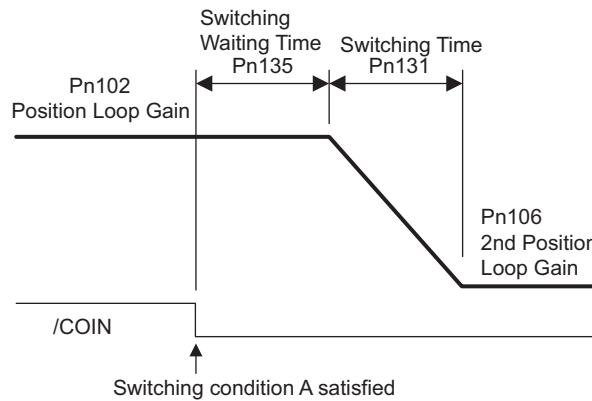 Switching
Waiting Time
Pn135
Switching Time
Pn131
Pn102
Position Loop Gain
Pn106
2nd Position
Loop Gain
/COIN
Switching condition A satisfied